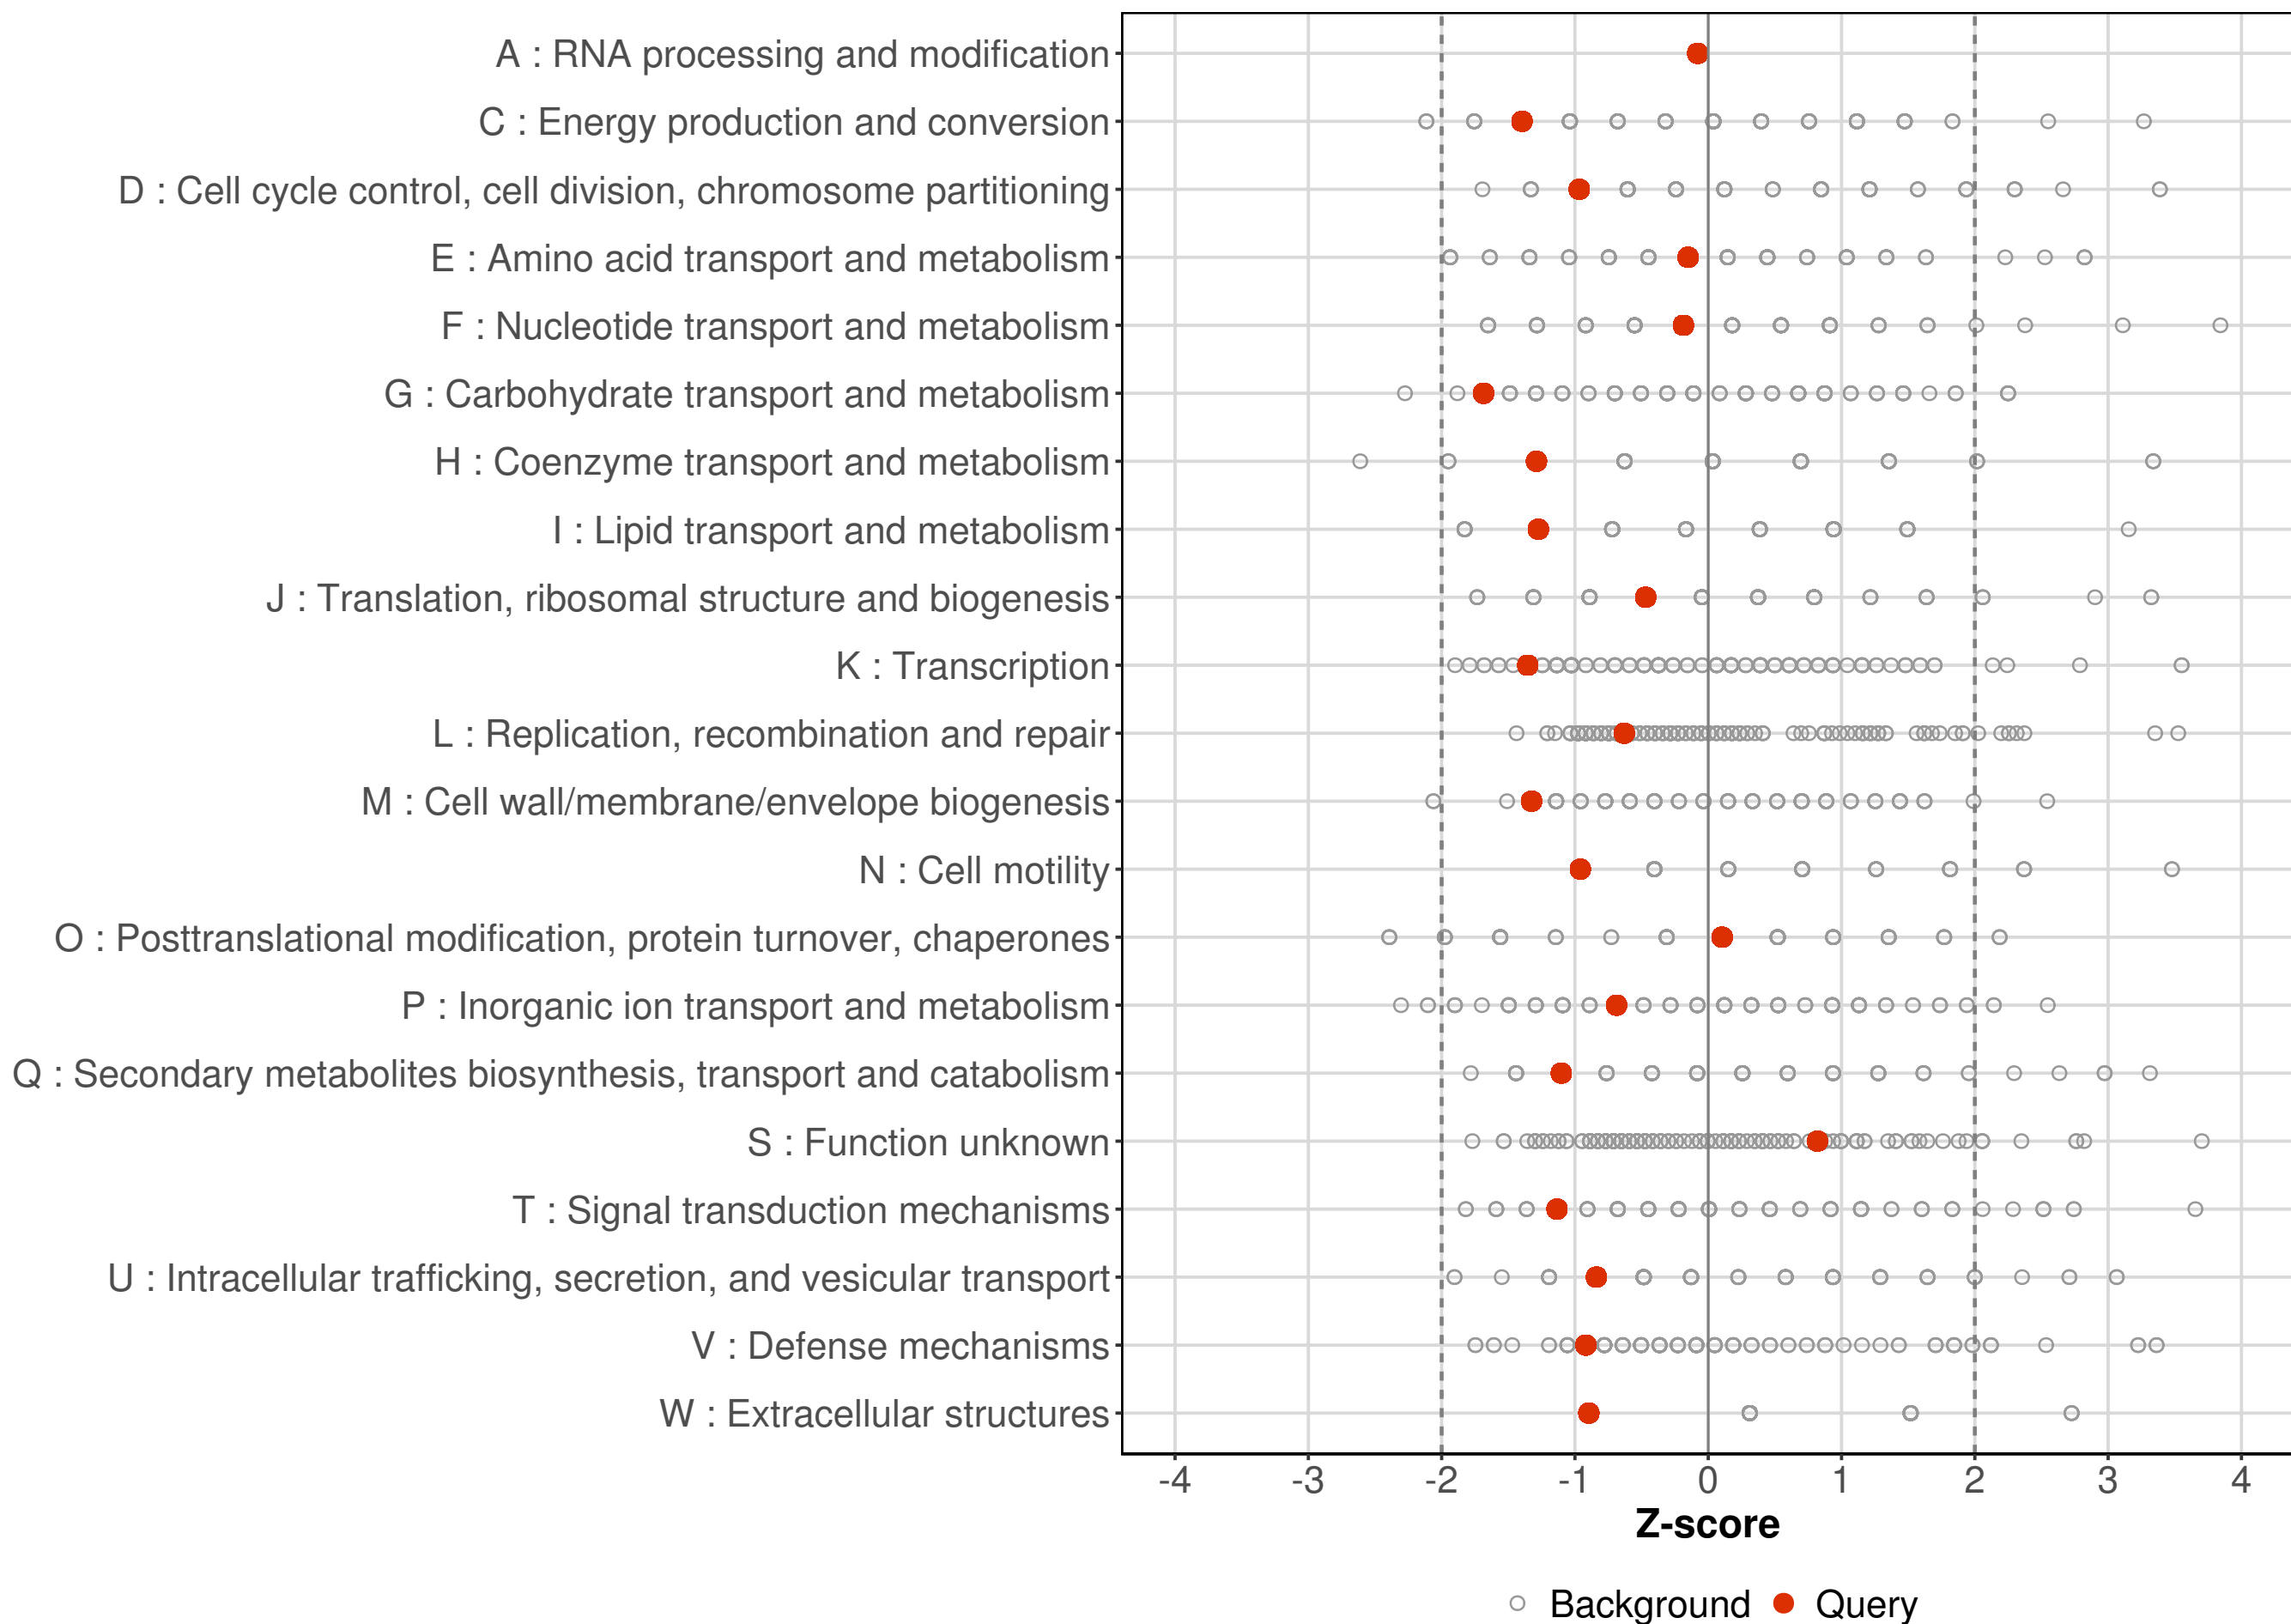 A : RNA processing and modification
C : Energy production and conversion
D : Cell cycle control, cell division, chromosome partitioning
E : Amino acid transport and metabolism
F : Nucleotide transport and metabolism
G : Carbohydrate transport and metabolism
H : Coenzyme transport and metabolism
I : Lipid transport and metabolism
J : Translation, ribosomal structure and biogenesis
K : Transcription
L : Replication, recombination and repair
M : Cell wall/membrane/envelope biogenesis
N : Cell motility
O : Posttranslational modification, protein turnover, chaperones
P : Inorganic ion transport and metabolism
Q : Secondary metabolites biosynthesis, transport and catabolism
S : Function unknown
T : Signal transduction mechanisms
U : Intracellular trafficking, secretion, and vesicular transport
V : Defense mechanisms
W : Extracellular structures
-4 -3 -2 -1 0 1 2 3 4
Z-score
Background Query